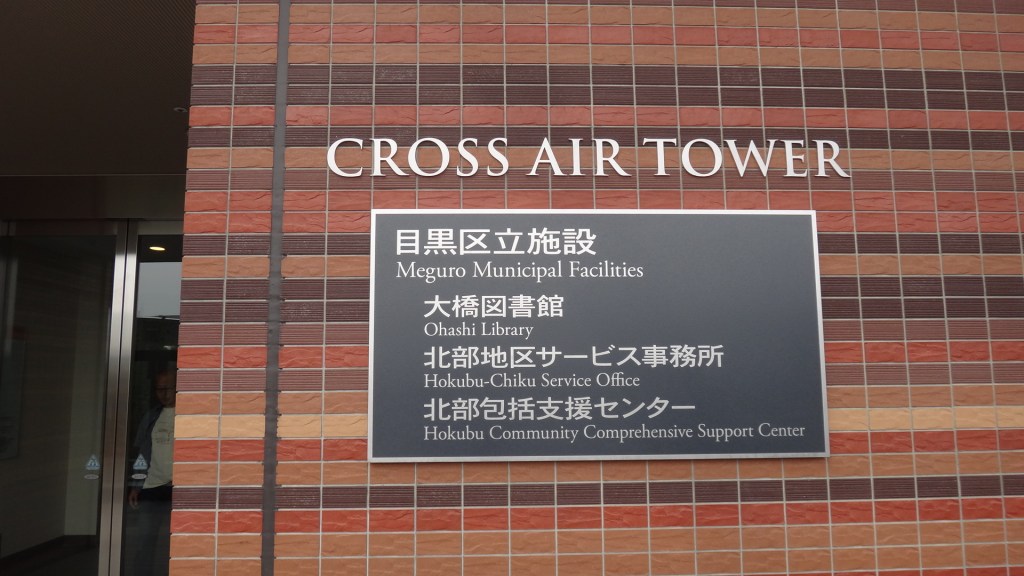 CROSS AIR TOWER
目黒区立施設
Meguro Municipal Facilities
大橋図書館
Ohashi Library
北部地区サービス事務所
Hokubu-Chiku Service Office
北部包括支援センター
Hokubu Community Comprehensive Support Center